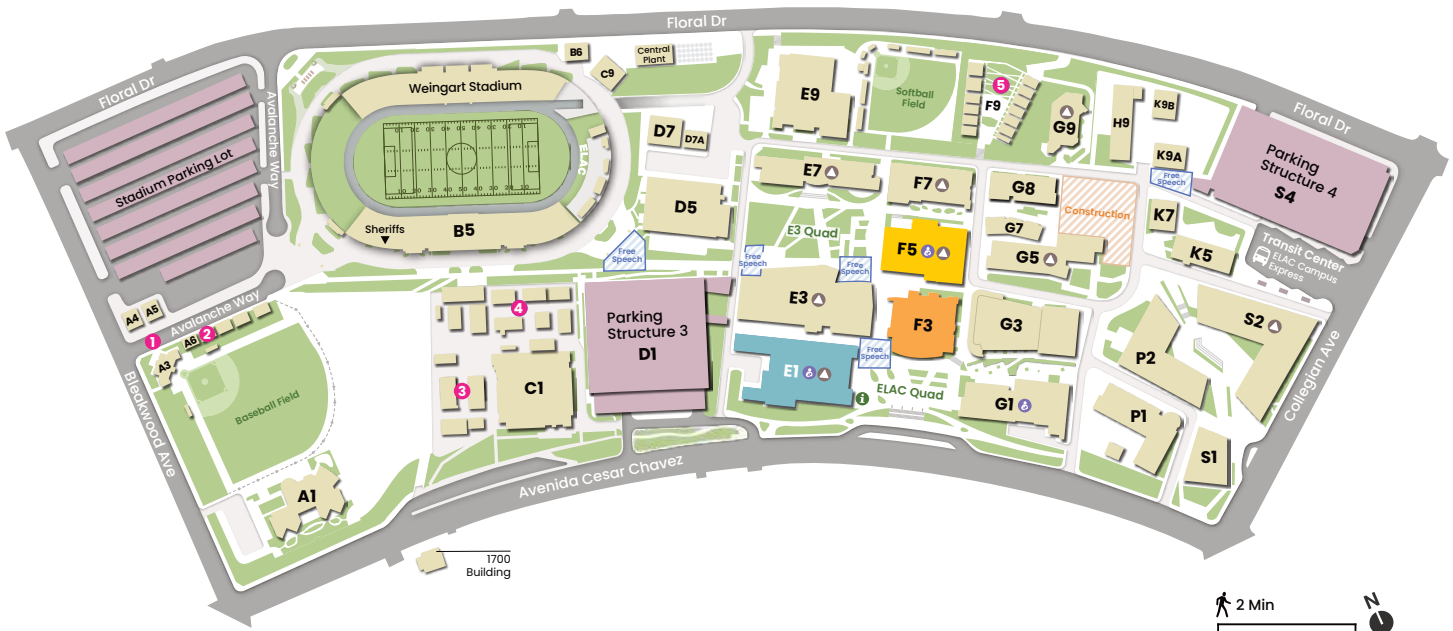 Floral Dr
Floral Dr
Floral Dr
B6
C9
Central
Plant
Weingart Stadium
ELAC
Avalanche Way
Stadium Parking Lot
Sheriffs
B5
D7
D7A
D5
E9
Softball
Field
5
F9
G9
H9
K9B
K9A
Free
Speech
Parking
Structure 4
S4
E7
F7
G8
Construction
K7
G7
E3 Quad
F5
G5
K5
Transit Center
ELAC Campus
Express
Free
Speech
Free
Speech
Free
Speech
A4
A5
Avalanche Way
1
2
A6
A3
4
Parking
Structure 3
D1
E3
F3
G3
S2
P2
Free
Speech
E1
i
ELAC Quad
G1
P1
S1
Collegian Ave
Bleakwood Ave
Baseball Field
3
C1
A1
Avenida Cesar Chavez
1700
Building
2 Min
N